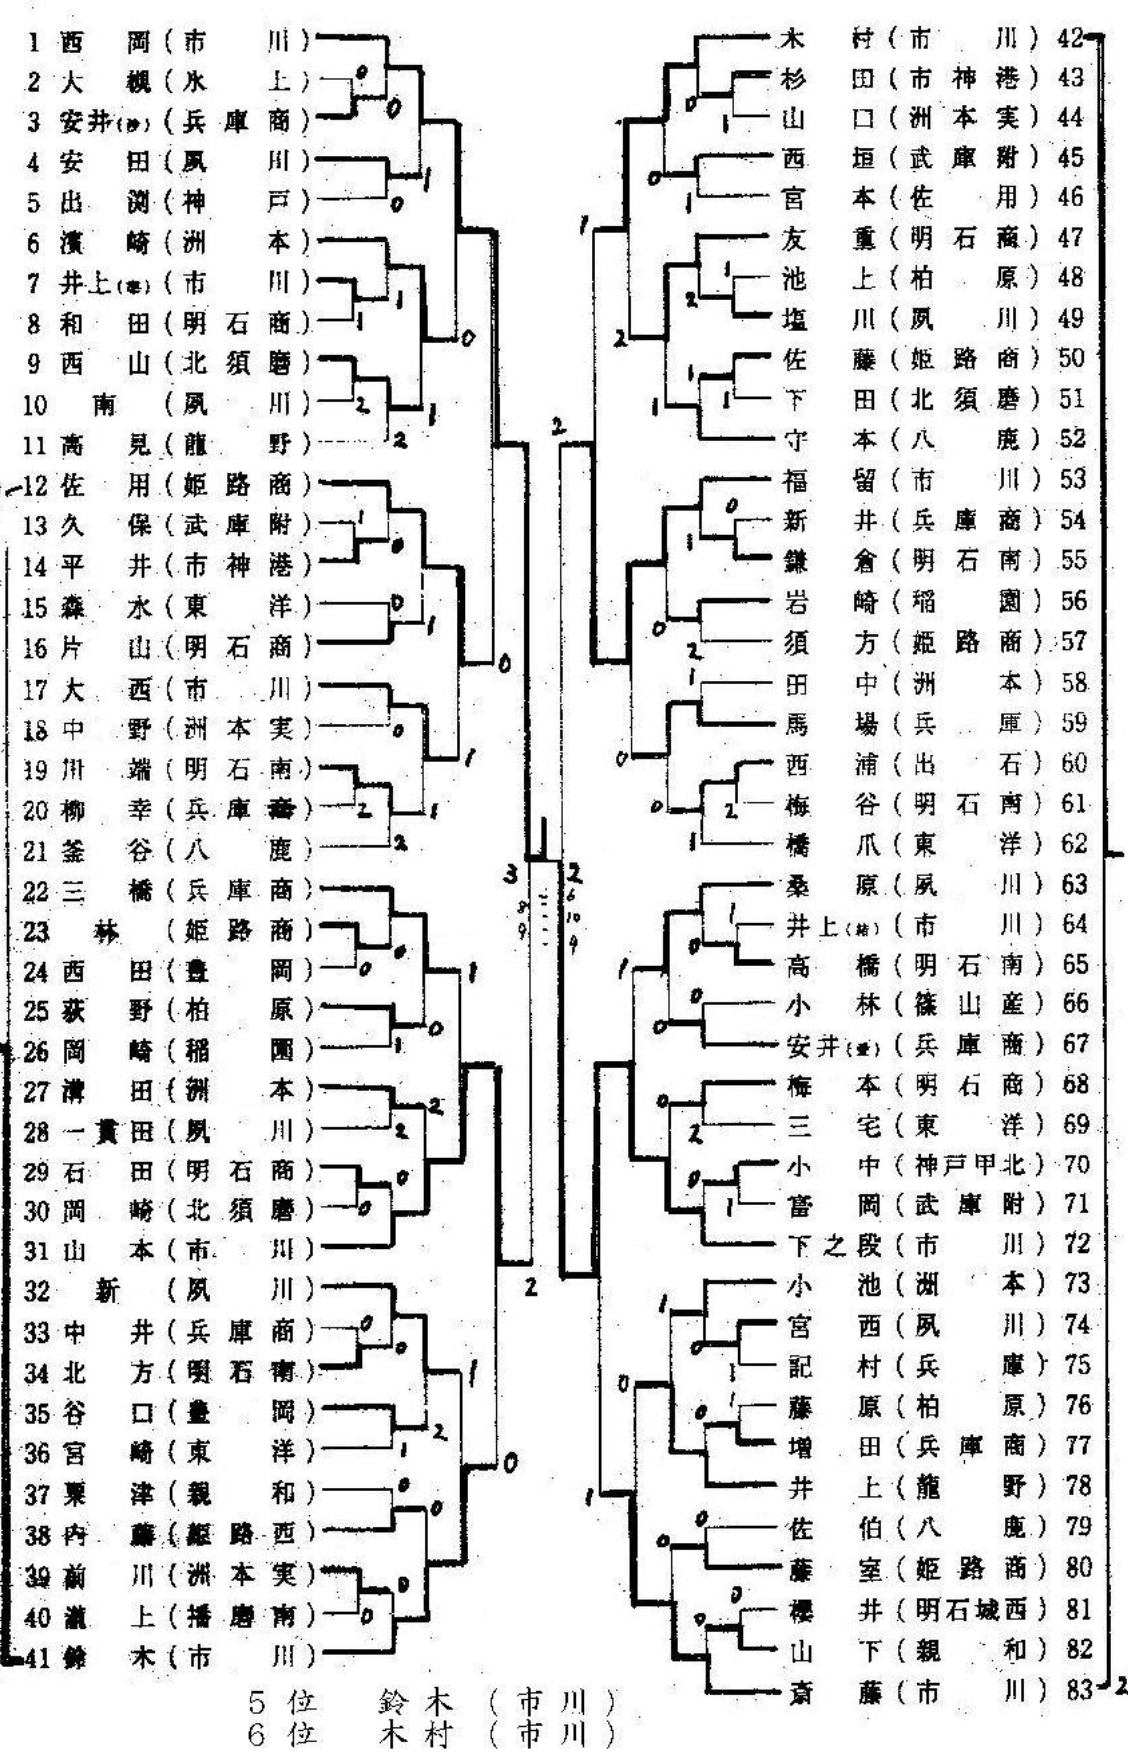 1 西岡(市川)
2 大槻(氷上)
3 安井 (兵庫商)
4 安田(夙川)
5 出渕(神戸)
6 濱崎(洲本)
7 井上 (市川)
8 和田(明石商)
9 西山(北須磨)
10 南(夙川)
11 高見(龍野)
12 佐用(姫路商)
13 久保(武庫附)
14 平井(市神港)
15 森水(東洋)
16 片山(明石商)
17 大西(市川)
18 中野(洲本実)
19 川端(明石南)
20 柳幸(兵庫商)
21 釜谷(八鹿)
22 三橋(兵庫商)
23 林(姫路商)
24 西田(豊岡)
25 荻野(柏原)
26 岡崎(稲園)
27 溝田(洲本)
28 一貫田(夙川)
29 石田(明石商)
30 岡崎(北須磨)
31 山本(市川)
32 新(夙川)
33 中井(兵庫商)
34 北方(明石南)
35 谷口(豊岡)
36 宮崎(東洋)
37 栗津(親和)
38 内藤(姫路西)
39 前川(洲本実)
40 瀧上(播磨南)
41 鈴木(市川)
木村(市川) 42
杉田(市神港) 43
山口(洲本実) 44
西垣(武庫附) 45
宮本(佐用) 46
友重(明石商) 47
池上(柏原) 48
塩川(夙川) 49
佐藤(姫路商) 50
下田(北須磨) 51
守本(八鹿) 52
福留(市川) 53
新井(兵庫商) 54
鎌倉(明石南) 55
岩崎(稲園) 56
須方(姫路商) 57
田中(洲本) 58
馬場(兵庫) 59
西浦(出石) 60
梅谷(明石南) 61
橋爪(東洋) 62
桑原(夙川) 63
井上 (市川) 64
高橋(明石南) 65
小林(篠山産) 66
安井 (兵庫商) 67
梅本(明石商) 68
三宅(東洋) 69
小中(神戸甲北) 70
富岡(武庫附) 71
下之段(市川) 72
小池(洲本) 73
宮西(夙川) 74
記村(兵庫) 75
藤原(柏原) 76
増田(兵庫商) 77
井上(龍野) 78
佐伯(八鹿) 79
藤室(姫路商) 80
櫻井(明石城西) 81
山下(親和) 82
斎藤(市川) 83
5位 鈴木(市川)
6位 木村(市川)